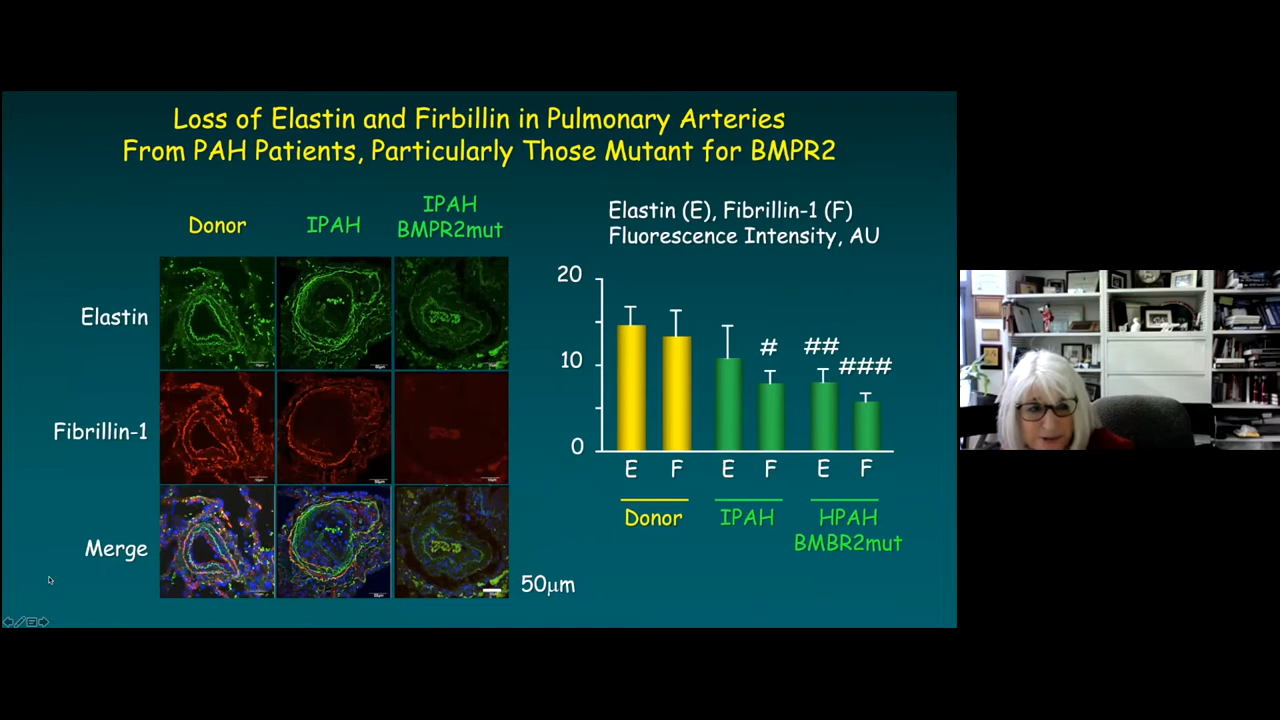 Loss of Elastin and Firbillin in Pulmonary Arteries
From PAH Patients, Particularly Those Mutant for BMPR2
Donor
IPAH
IPAH
BMPR2mut
Elastin
Fibrillin-1
Merge
50μm
Elastin (E), Fibrillin-1 (F)
Fluorescence Intensity, AU
20
10
0
#
##
###
E F E F E F
Donor IPAH HPAH
BMBR2mut